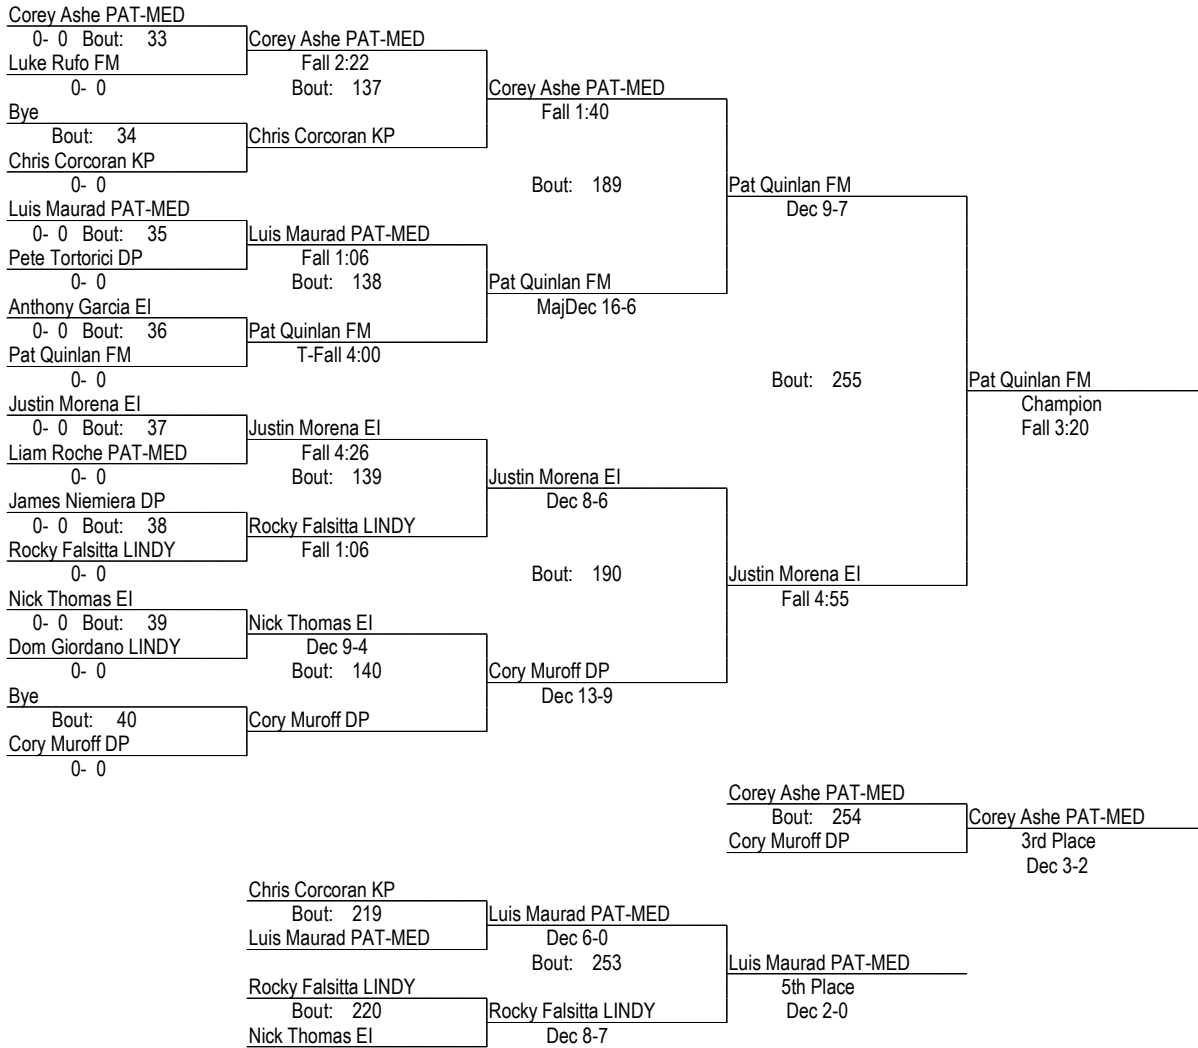 Corey Ashe PAT-MED
0- 0 Bout: 33
Corey Ashe PAT-MED
Luke Rufo FM
Fall 2:22
0- 0
Bout: 137
Corey Ashe PAT-MED
Bye
Fall 1:40
Bout: 34
Chris Corcoran KP
Chris Corcoran KP
0- 0
Bout: 189
Pat Quinlan FM
Luis Maurad PAT-MED
Dec 9-7
0- 0 Bout: 35
Luis Maurad PAT-MED
Pete Tortorici DP
Fall 1:06
0- 0
Bout: 138
Pat Quinlan FM
Anthony Garcia EI
MajDec 16-6
0- 0 Bout: 36
Pat Quinlan FM
Pat Quinlan FM
T-Fall 4:00
0- 0
Bout: 255
Pat Quinlan FM
Justin Morena EI
Champion
0- 0 Bout: 37
Justin Morena EI
Fall 3:20
Liam Roche PAT-MED
Fall 4:26
0- 0
Bout: 139
Justin Morena EI
James Niemiera DP
Dec 8-6
0- 0 Bout: 38
Rocky Falsitta LINDY
Rocky Falsitta LINDY
Fall 1:06
0- 0
Bout: 190
Justin Morena EI
Nick Thomas EI
Fall 4:55
0- 0 Bout: 39
Nick Thomas EI
Dom Giordano LINDY
Dec 9-4
0- 0
Bout: 140
Cory Muroff DP
Bye
Dec 13-9
Bout: 40
Cory Muroff DP
Cory Muroff DP
0- 0
Corey Ashe PAT-MED
Bout: 254
Corey Ashe PAT-MED
Cory Muroff DP
3rd Place
Dec 3-2
Chris Corcoran KP
Bout: 219
Luis Maurad PAT-MED
Luis Maurad PAT-MED
Dec 6-0
Bout: 253
Luis Maurad PAT-MED
Rocky Falsitta LINDY
5th Place
Bout: 220
Rocky Falsitta LINDY
Dec 2-0
Nick Thomas EI
Dec 8-7